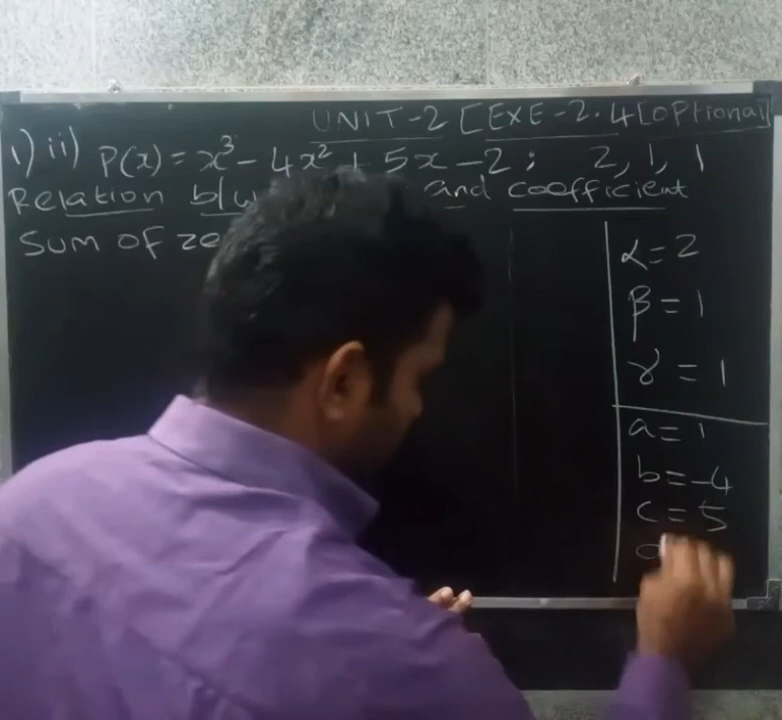 UNIT-2 [EXE-2.4[OPtional
1) ii) P(x) = x³ - 4x² + 5x - 2 ; 2, 1, 1
Relation b/w and coefficient
Sum OF ze
α = 2
β = 1
γ = 1
a = 1
b = -4
c = 5